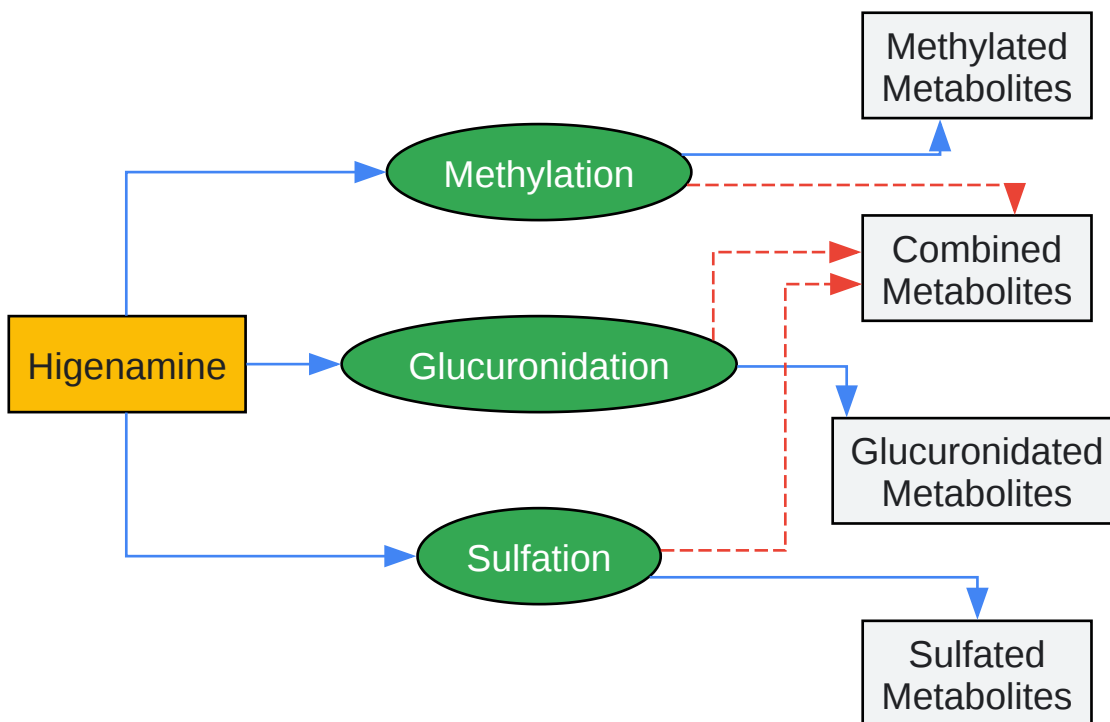 Methylated
Metabolites
Methylation
Combined
Metabolites
Higenamine
Glucuronidation
Glucuronidated
Metabolites
Sulfation
Sulfated
Metabolites